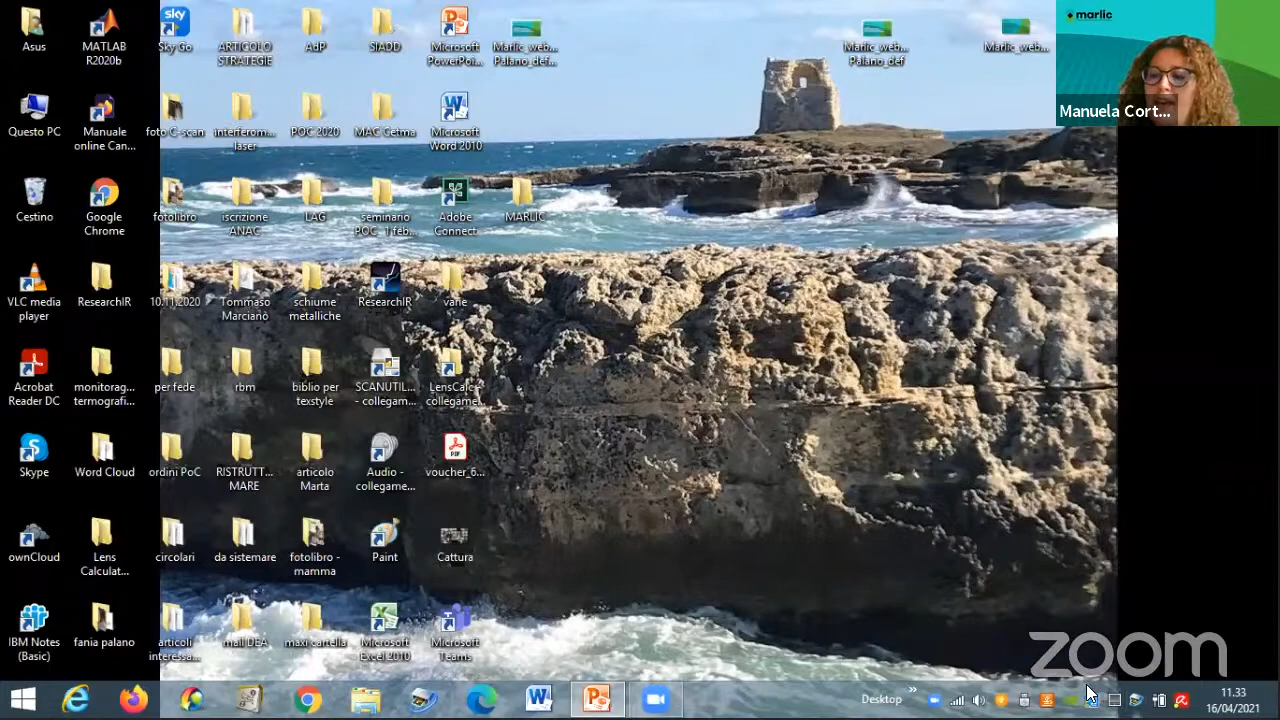 Asus
MATLAB
R2020b
Sky Go
ARTICOLO
STRATEGIE
AdP
SIADD
Microsoft
PowerPoi...
Marlic_web...
Palano_def...
Marlic_web...
Palano_def
Marlic_web...
marlic
Manuela Cort...
Questo PC
Manuale
online Can...
foto C-scan
interferom...
laser
POC 2020
MAC Cetma
Microsoft
Word 2010
Cestino
Google
Chrome
fotolibro
iscrizione
ANAC
LAG
seminario
POC_1 feb...
Adobe
Connect
MARLIC
VLC media
player
ResearchIR
10.11.2020
Tommaso
Marcianò
schiume
metalliche
ResearchIR
vane
Acrobat
Reader DC
monitorag...
termografi...
per fede
rbm
biblio per
texstyle
SCANUTIL...
- collegam...
LensCalc -
collegame...
Skype
Word Cloud
ordini PoC
RISTRUTT...
MARE
articolo
Marta
Audio -
collegame...
voucher_6...
ownCloud
Lens
Calculat...
circolari
da sistemare
fotolibro -
mamma
Paint
Cattura
IBM Notes
(Basic)
fania palano
articoli
interessa...
mail DEA
maxi cartella
Microsoft
Excel 2010
Microsoft
Teams
zoom
Desktop
11.33
16/04/2021